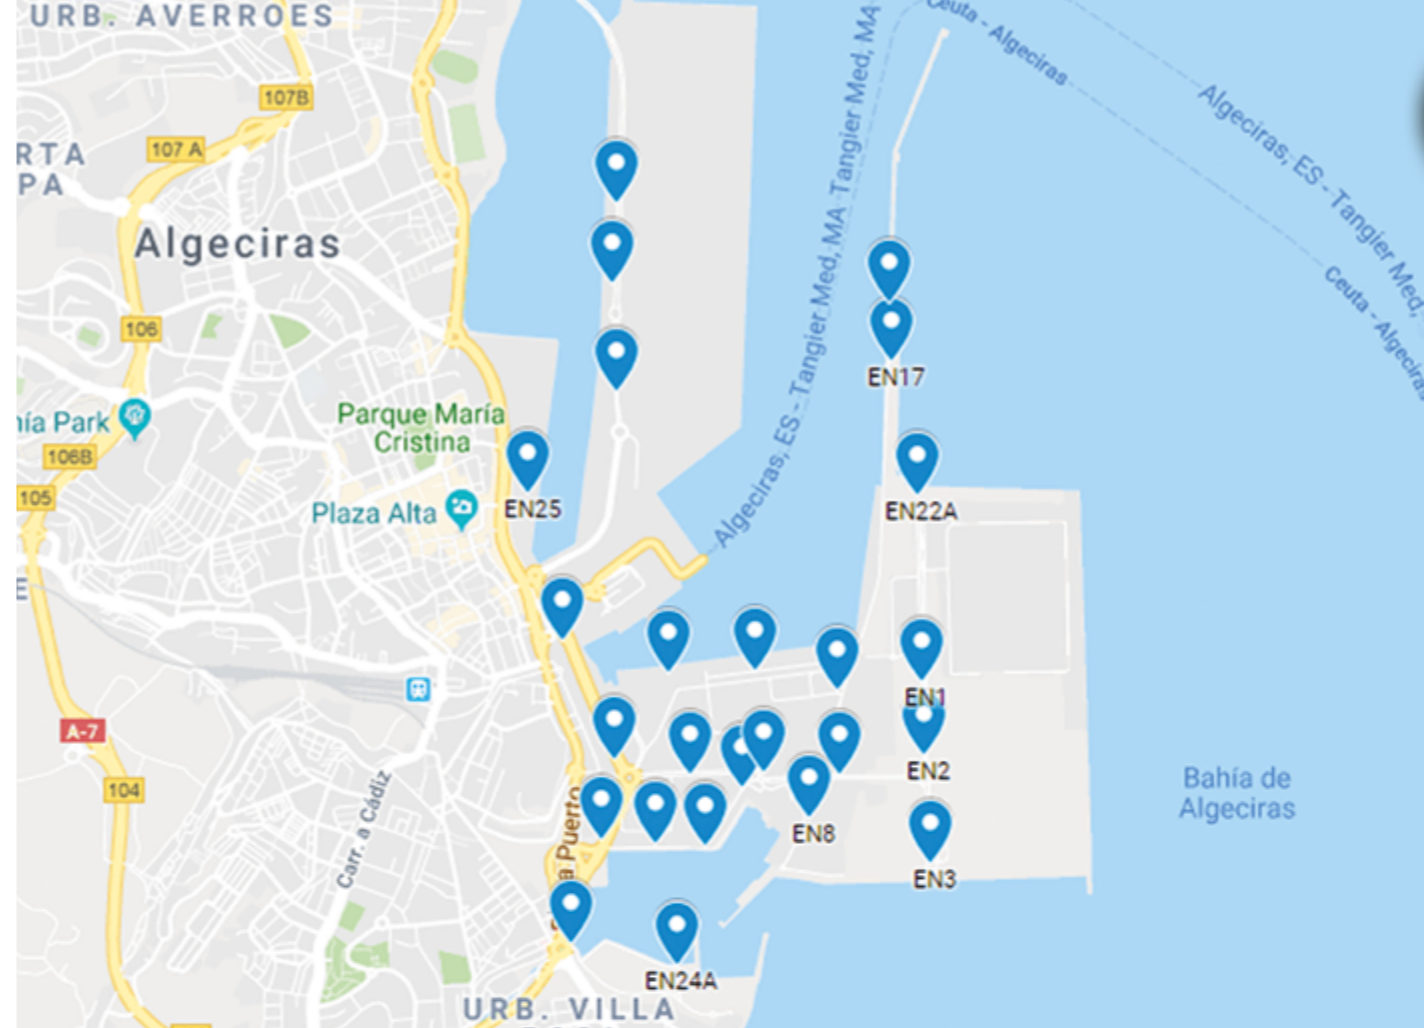 URB. AVERROES
Ceuta - Algeciras
107B
Algeciras, ES - Tangier Med, MA
Tangier Med, MA
Algeciras, ES - Tangier Med,
107 A
RTA
PA
Algeciras
Ceuta - Algeciras
106
EN17
Parque María
Cristina
nía Park
106B
105
Plaza Alta
EN25
EN22A
E
EN1
A-7
EN2
104
Bahía de
Algeciras
Carr. a Cádiz
a Puerto
EN8
EN3
EN24A
URB. VILLA